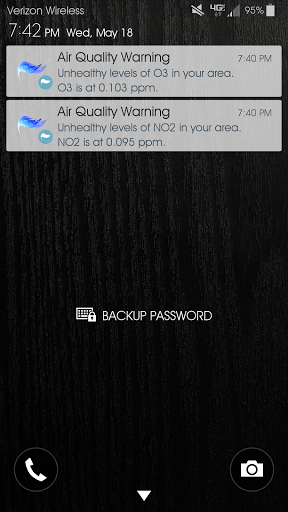 Verizon Wireless
4G LTE 95%
7:42 PM Wed, May 18
Air Quality Warning 7:40 PM
Unhealthy levels of O3 in your area.
O3 is at 0.103 ppm.
Air Quality Warning 7:40 PM
Unhealthy levels of NO2 in your area.
NO2 is at 0.095 ppm.
BACKUP PASSWORD